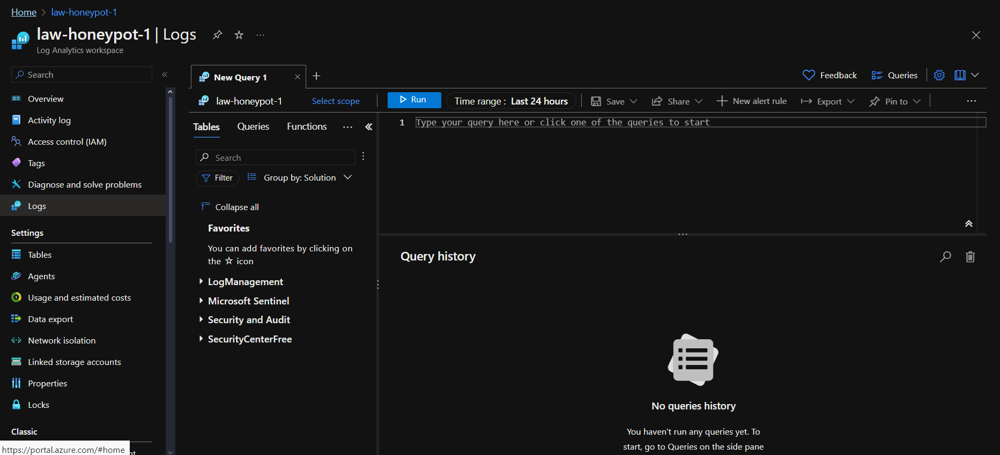 Home > law-honeypot-1
law-honeypot-1 | Logs
Log Analytics workspace
Search
Overview
Activity log
Access control (IAM)
Tags
Diagnose and solve problems
Logs
Settings
Tables
Agents
Usage and estimated costs
Data export
Network isolation
Linked storage accounts
Properties
Locks
Classic
https://portal.azure.com/#home
New Query 1
Feedback
Queries
law-honeypot-1
Select scope
Run
Time range : Last 24 hours
Save
Share
New alert rule
Export
Pin to
Tables
Queries
Functions
Search
Filter
Group by: Solution
Collapse all
Favorites
You can add favorites by clicking on
the ☆ icon
LogManagement
Microsoft Sentinel
Security and Audit
SecurityCenterFree
1 Type your query here or click one of the queries to start
Query history
No queries history
You haven't run any queries yet. To
start, go to Queries on the side pane